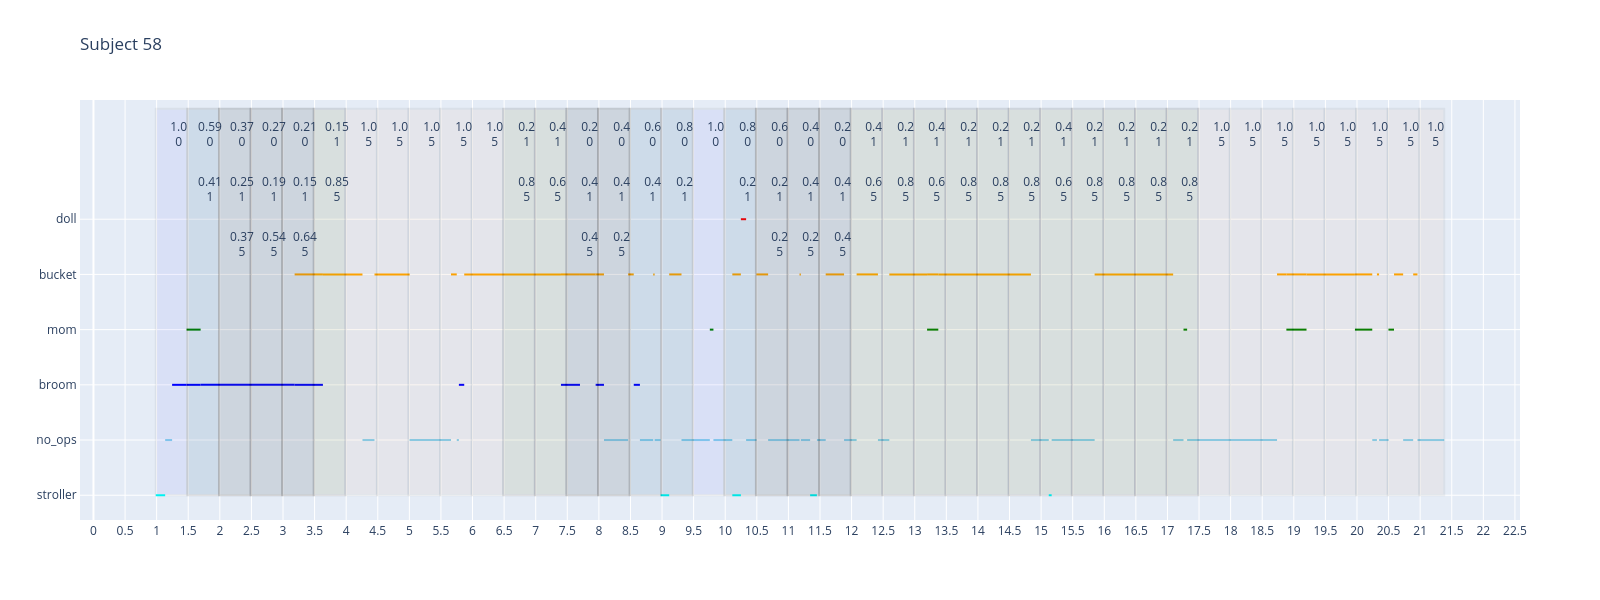 Subject 58
1.0 0.59 0.37 0.27 0.21 0.15 1.0 1.0 1.0 1.0 1.0 0.2 0.4 0.2 0.4 0.6 0.8 1.0 0.8 0.6 0.4 0.2 0.4 0.2 0.4 0.2 0.2 0.2 0.4 0.2 0.2 0.2 0.2 1.0 1.0 1.0 1.0 1.0 1.0 1.0 1.0
0 0 0 0 0 1 5 5 5 5 5 1 1 0 0 0 0 0 0 0 0 0 1 1 1 1 1 1 1 1 1 1 1 5 5 5 5 5 5 5 5
0.41 0.25 0.19 0.15 0.85 0.8 0.6 0.4 0.4 0.4 0.2 0.2 0.2 0.4 0.4 0.6 0.8 0.6 0.8 0.8 0.8 0.6 0.8 0.8 0.8 0.8
1 1 1 1 5 5 5 1 1 1 1 1 1 1 1 5 5 5 5 5 5 5 5 5 5 5
doll
0.37 0.54 0.64 0.4 0.2 0.2 0.2 0.4
5 5 5 5 5 5 5 5
bucket
mom
broom
no_ops
stroller
0 0.5 1 1.5 2 2.5 3 3.5 4 4.5 5 5.5 6 6.5 7 7.5 8 8.5 9 9.5 10 10.5 11 11.5 12 12.5 13 13.5 14 14.5 15 15.5 16 16.5 17 17.5 18 18.5 19 19.5 20 20.5 21 21.5 22 22.5